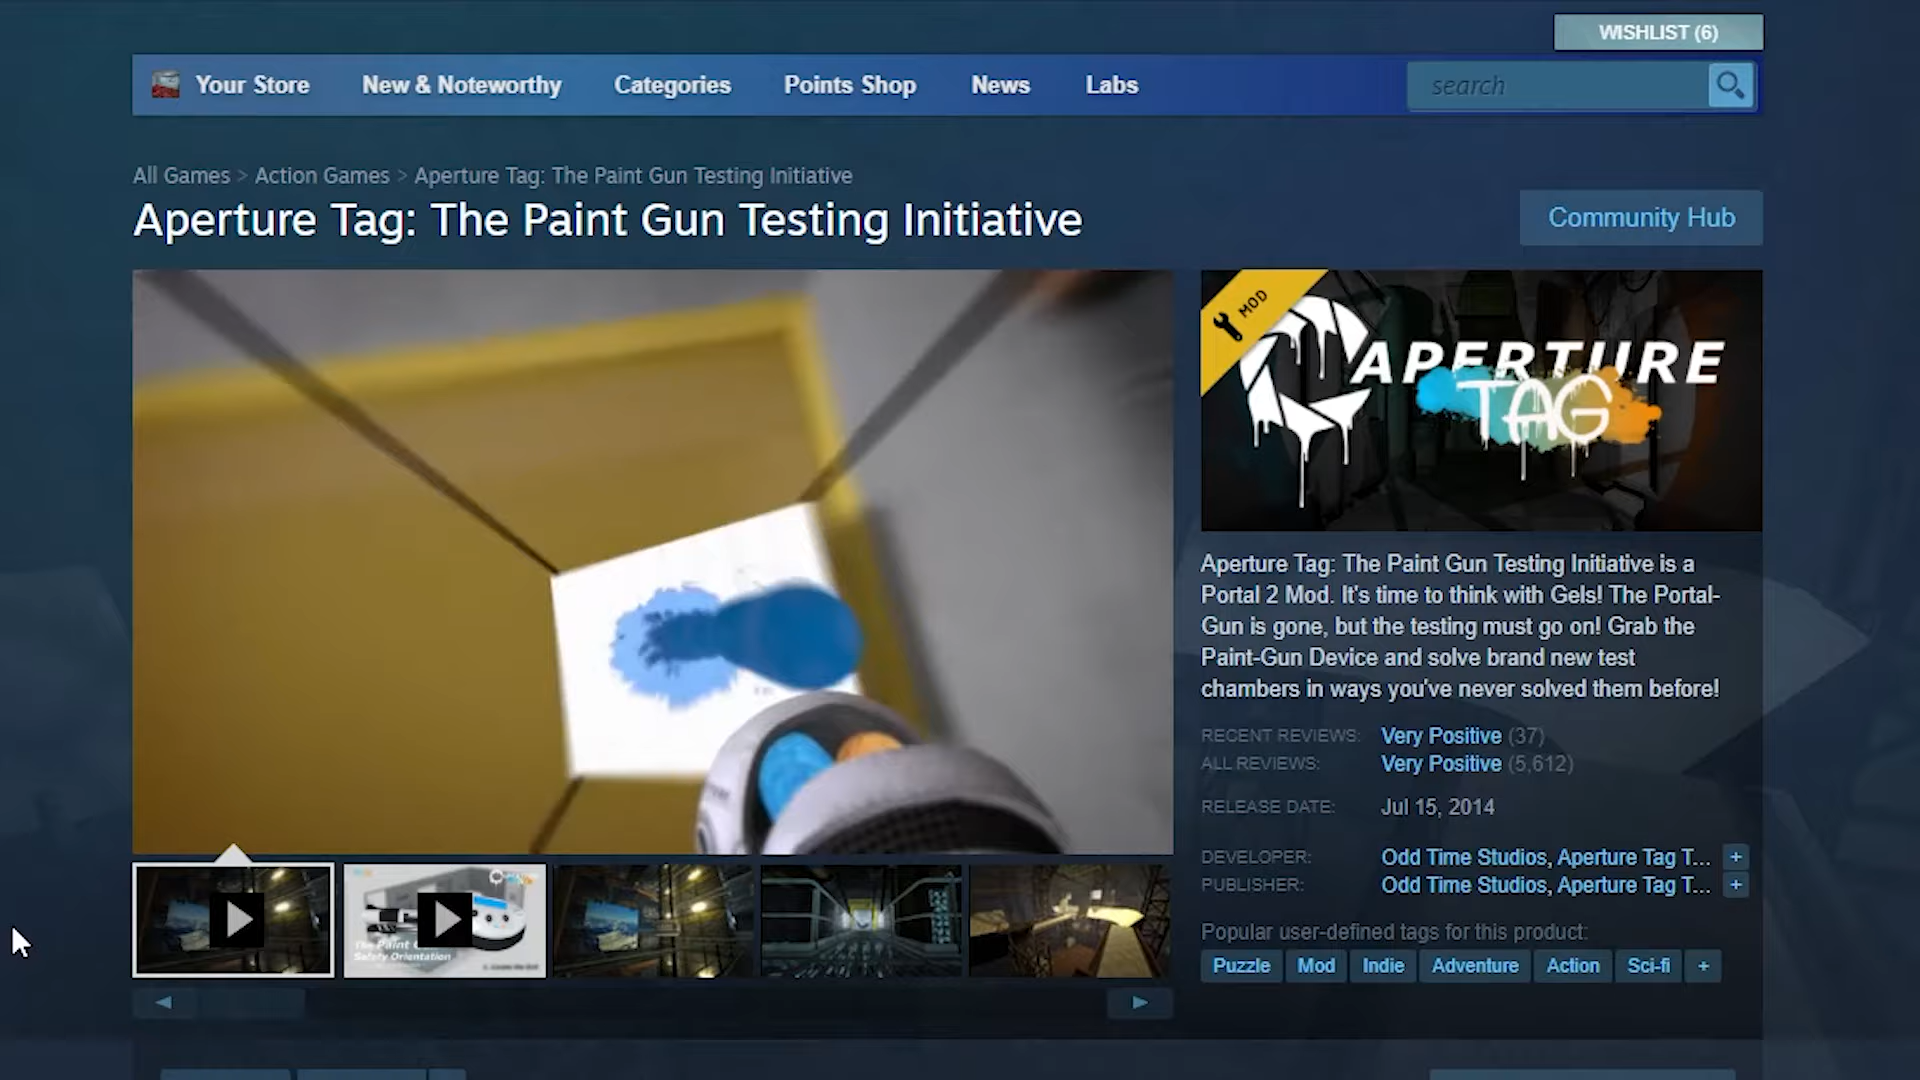 WISHLIST (6)
Your Store
New & Noteworthy
Categories
Points Shop
News
Labs
search
All Games > Action Games > Aperture Tag: The Paint Gun Testing Initiative
Aperture Tag: The Paint Gun Testing Initiative
Community Hub
MOD
APERTURE
TAG
Aperture Tag: The Paint Gun Testing Initiative is a
Portal 2 Mod. It's time to think with Gels! The Portal-
Gun is gone, but the testing must go on! Grab the
Paint-Gun Device and solve brand new test
chambers in ways you've never solved them before!
RECENT REVIEWS: Very Positive (37)
ALL REVIEWS: Very Positive (5,612)
RELEASE DATE: Jul 15, 2014
DEVELOPER: Odd Time Studios, Aperture Tag T... +
PUBLISHER: Odd Time Studios, Aperture Tag T... +
Popular user-defined tags for this product:
Puzzle Mod Indie Adventure Action Sci-fi +
The Paint
Safety Orientation